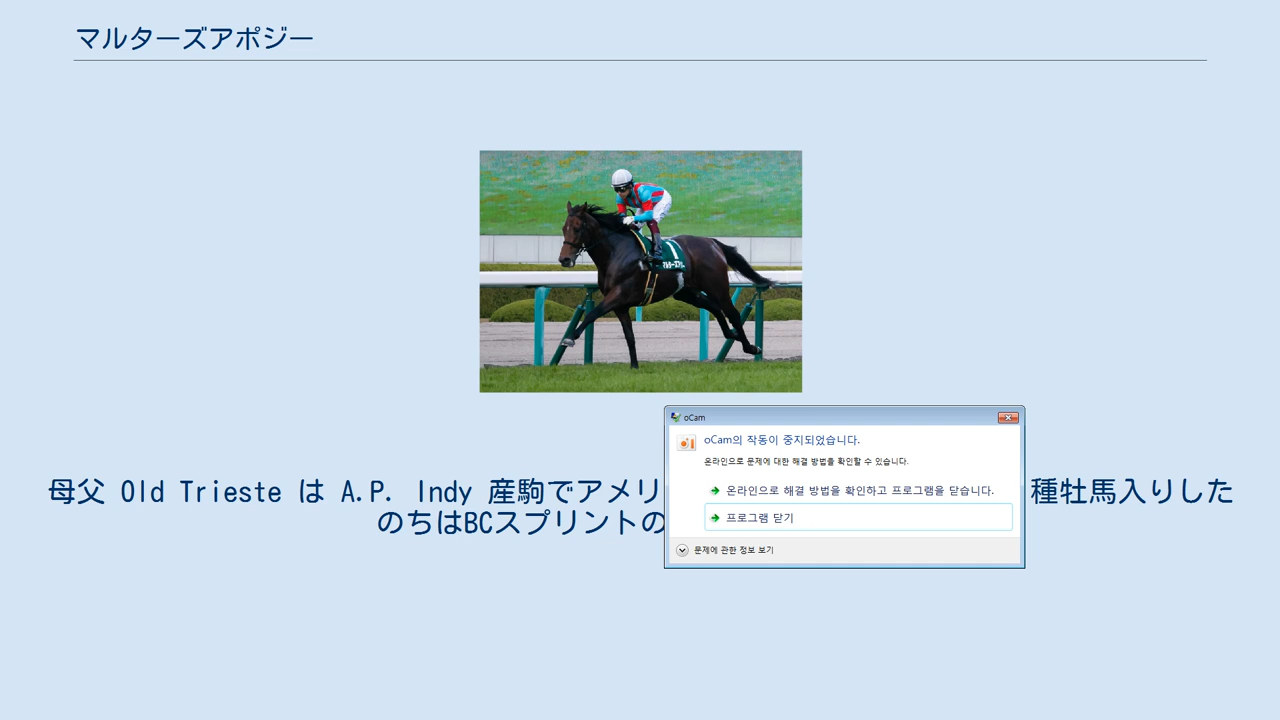 マルターズアポジー
1
oCam
oCam의 작동이 중지되었습니다.
온라인으로 문제에 대한 해결 방법을 확인할 수 있습니다.
母父 Old Trieste は A.P. Indy 産駒でアメリ
種牡馬入りした
온라인으로 해결 방법을 확인하고 프로그램을 닫습니다.
のちはBCスプリントの
프로그램 닫기
문제에 관한 정보 보기